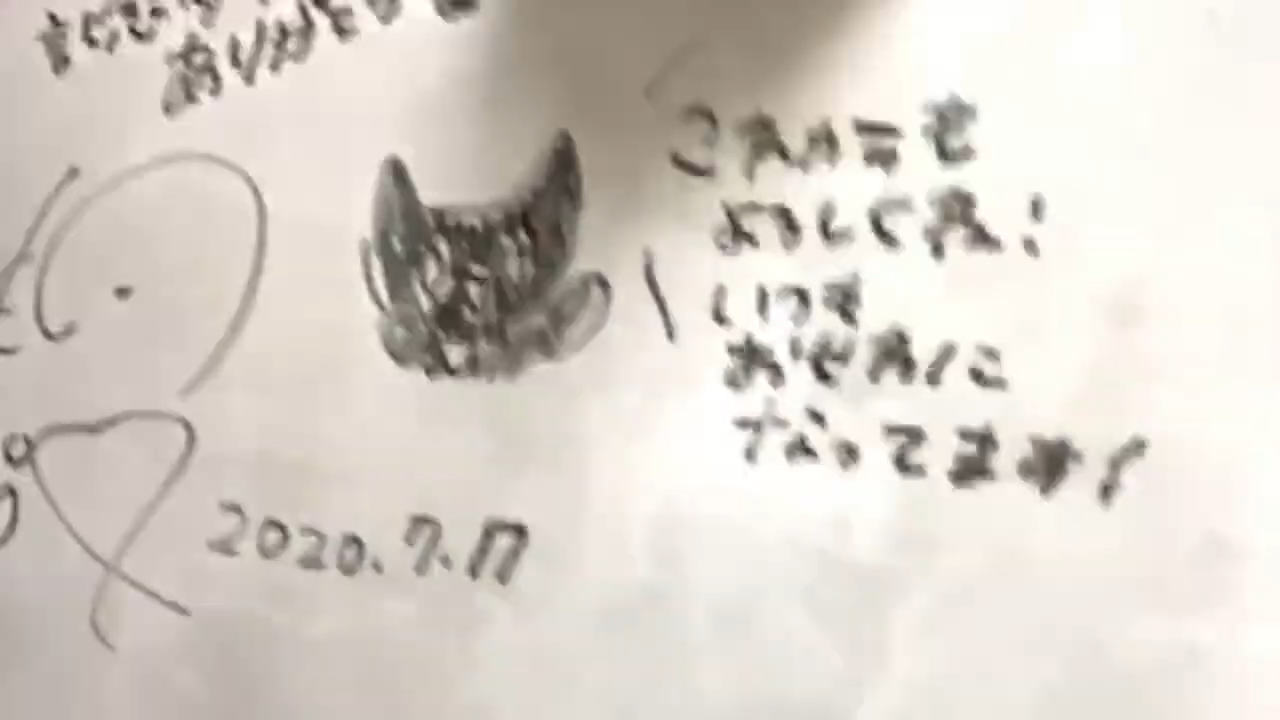 ありがとう
これからも
よろしくね!
いつも
おせわに
なってます!
2020.7.17